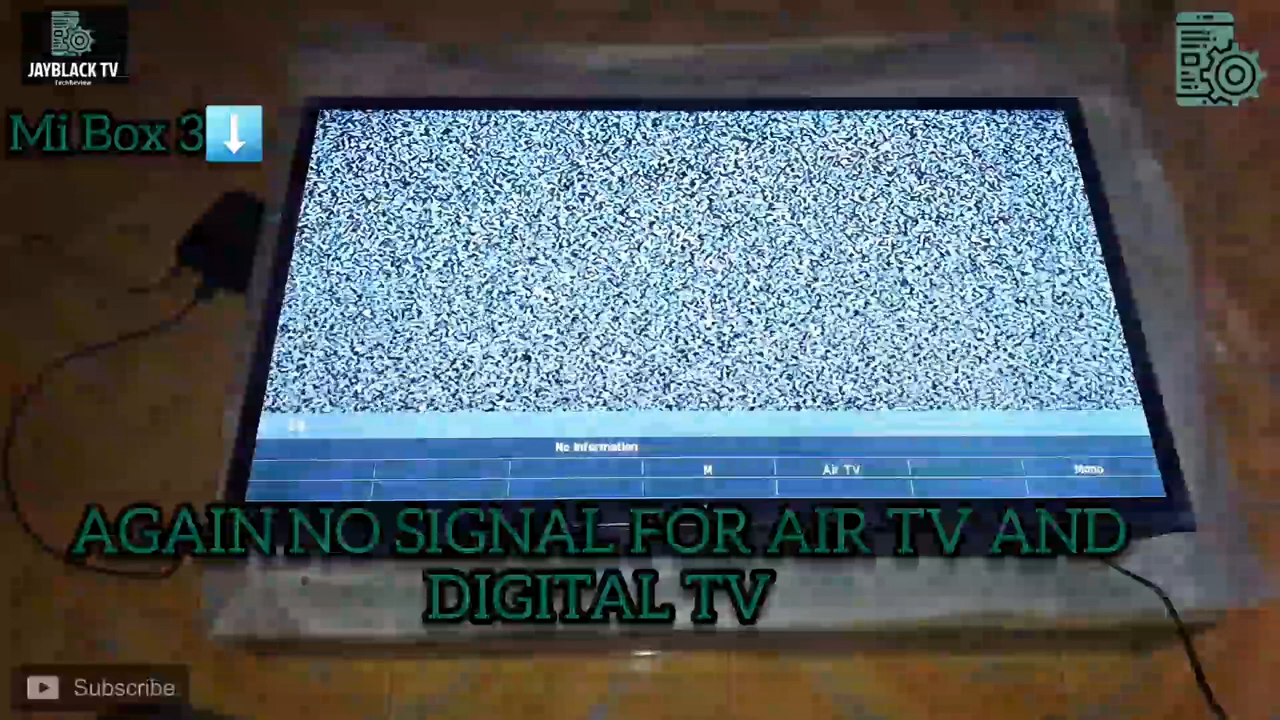 JAYBLACK TV
TechReview
Mi Box 3
No Information
M
Air TV
Mono
AGAIN NO SIGNAL FOR AIR TV AND
DIGITAL TV
Subscribe